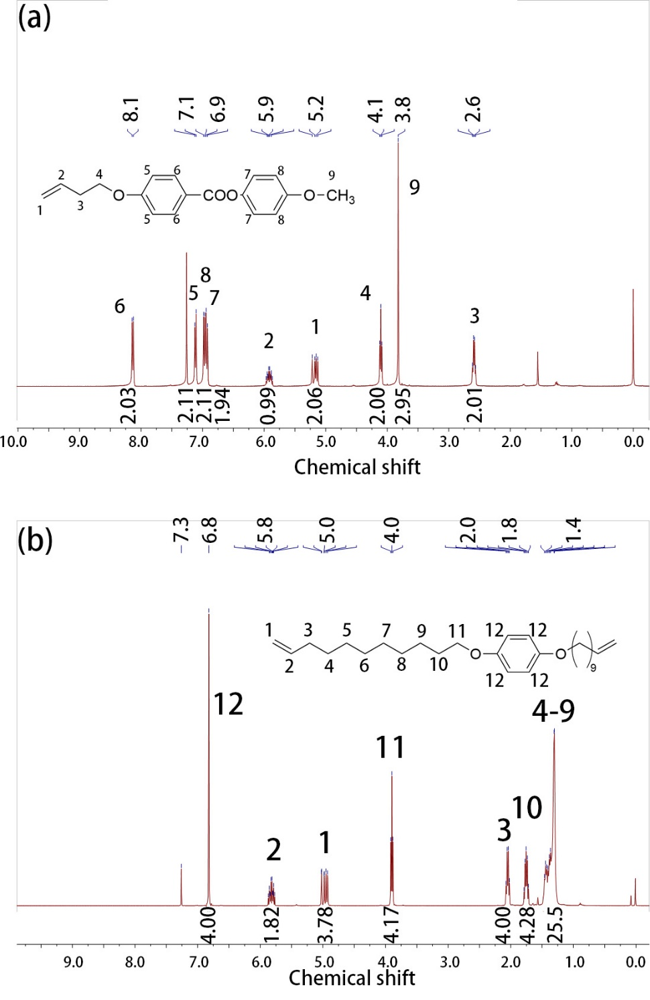 (a)
8.1 7.1 6.9 5.9 5.2 4.1 3.8 2.6
9
2 4 5 6 7 8 9
O COO O CH3
1 3 5 6 7 8
8
6 5 7 4 3
2 1
2.03 2.11 2.11 1.94 0.99 2.06 2.00 2.95 2.01
10.0 9.0 8.0 7.0 6.0 5.0 4.0 3.0 2.0 1.0 0.0
Chemical shift
(b)
7.3 6.8 5.8 5.0 4.0 2.0 1.8 1.4
1 3 5 7 9 11 12 12
O O
2 4 6 8 10 12 12 9
12 4-9
11
10
2 1 3
4.00 1.82 3.78 4.17 4.00 4.28 25.5
9.0 8.0 7.0 6.0 5.0 4.0 3.0 2.0 1.0 0.0
Chemical shift